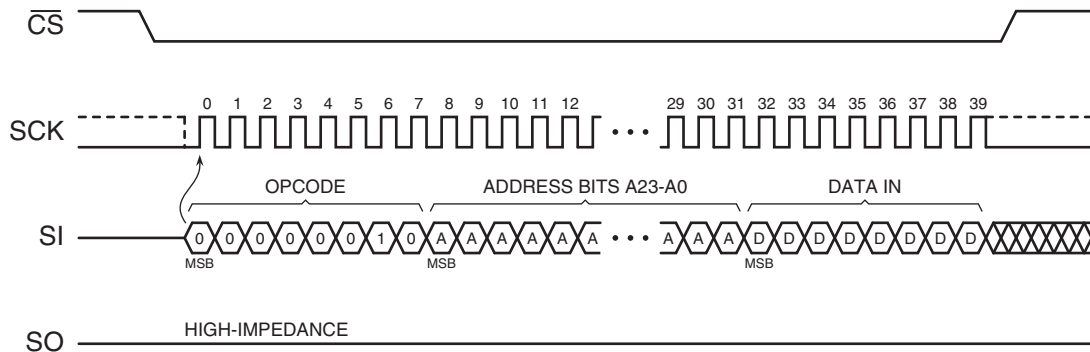 CS
0 1 2 3 4 5 6 7 8 9 10 11 12 29 30 31 32 33 34 35 36 37 38 39
SCK
OPCODE ADDRESS BITS A23-A0 DATA IN
SI 0 0 0 0 0 0 1 0 A A A A A A A A A D D D D D D D D
MSB MSB MSB
HIGH-IMPEDANCE
SO